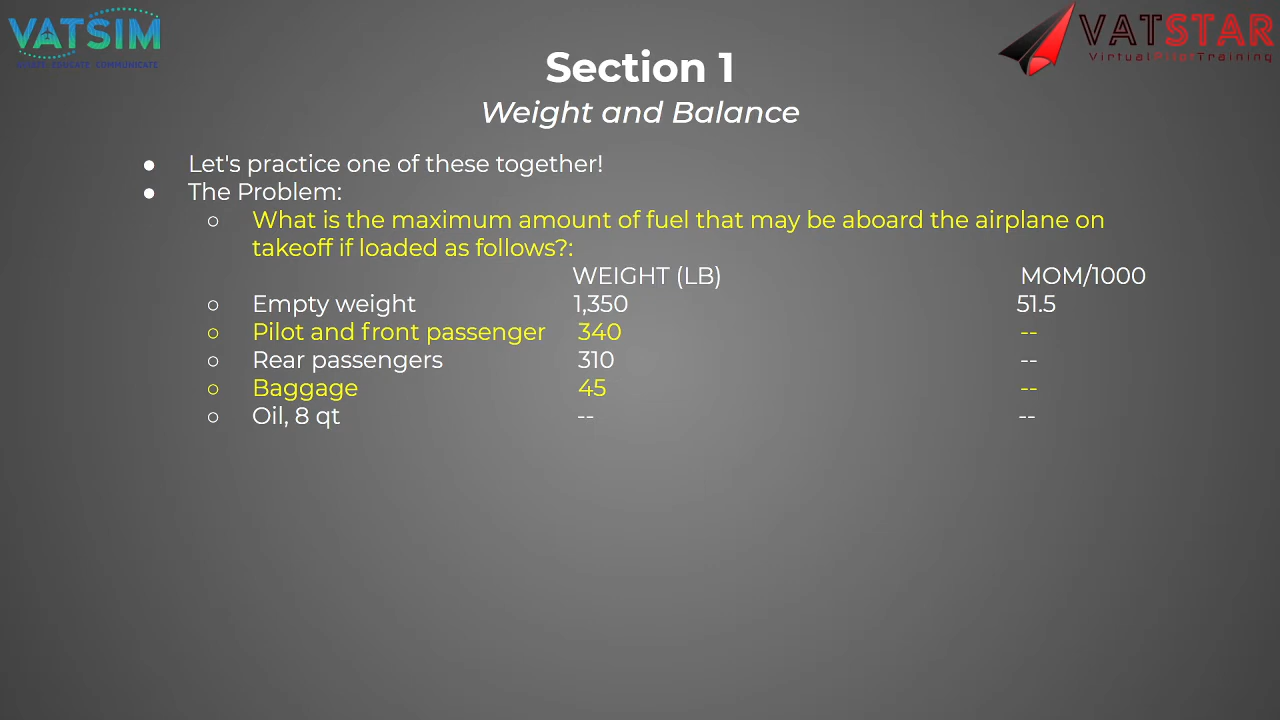 VATSIM
EDUCATE COMMUNICATE
VATSTAR
VirtualPilotTraining
Section 1
Weight and Balance
● Let's practice one of these together!
● The Problem:
○ What is the maximum amount of fuel that may be aboard the airplane on
takeoff if loaded as follows?:
WEIGHT (LB) MOM/1000
○ Empty weight 1,350 51.5
○ Pilot and front passenger 340 --
○ Rear passengers 310 --
○ Baggage 45 --
○ Oil, 8 qt -- --